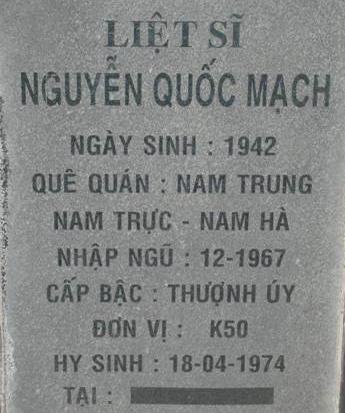 LIỆT SĨ
NGUYỄN QUỐC MẠCH
NGÀY SINH : 1942
QUÊ QUÁN : NAM TRUNG
NAM TRỰC - NAM HÀ
NHẬP NGŨ : 12-1967
CẤP BẬC : THƯỢNH ÚY
ĐƠN VỊ : K50
HY SINH : 18-04-1974
TẠI :